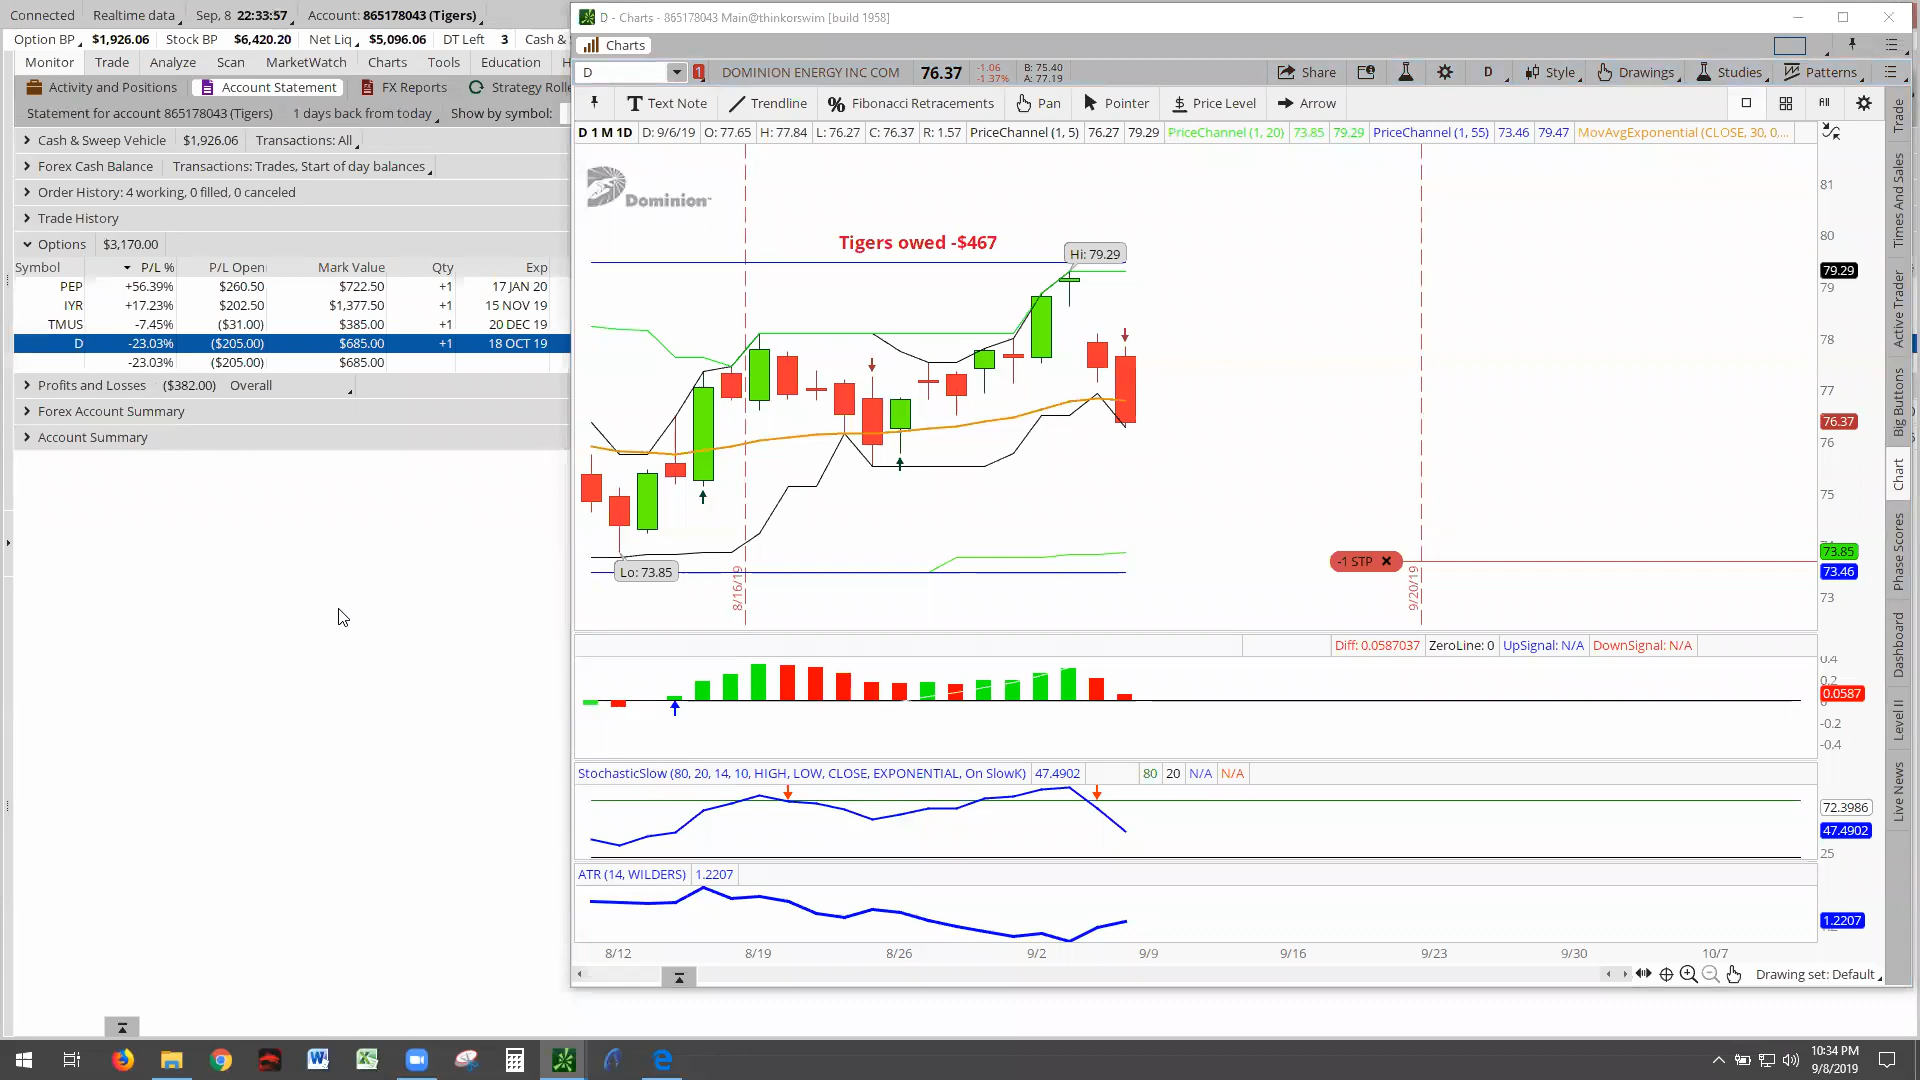 Connected Realtime data Sep, 8 22:33:57 Account: 865178043 (Tigers)
Option BP $1,926.06 Stock BP $6,420.20 Net Liq $5,096.06 DT Left 3 Cash &
Monitor Trade Analyze Scan MarketWatch Charts Tools Education
Activity and Positions Account Statement FX Reports Strategy Rolle
Statement for account 865178043 (Tigers) 1 days back from today Show by symbol:
Cash & Sweep Vehicle $1,926.06 Transactions: All
Forex Cash Balance Transactions: Trades, Start of day balances
Order History: 4 working, 0 filled, 0 canceled
Trade History
Options $3,170.00
Symbol P/L % P/L Open Mark Value Qty Exp
PEP +56.39% $260.50 $722.50 +1 17 JAN 20
IYR +17.23% $202.50 $1,377.50 +1 15 NOV 19
TMUS -7.45% ($31.00) $385.00 +1 20 DEC 19
D -23.03% ($205.00) $685.00 +1 18 OCT 19
-23.03% ($205.00) $685.00
Profits and Losses ($382.00) Overall
Forex Account Summary
Account Summary
D - Charts - 865178043 Main@thinkorswim [build 1958]
Charts
D 1 DOMINION ENERGY INC COM 76.37 -1.06 -1.37% B: 75.40 A: 77.19 Share D Style Drawings Studies Patterns
Text Note Trendline Fibonacci Retracements Pan Pointer Price Level Arrow All
D 1 M 1D D: 9/6/19 O: 77.65 H: 77.84 L: 76.27 C: 76.37 R: 1.57 PriceChannel (1, 5) 76.27 79.29 PriceChannel (1, 20) 73.85 79.29 PriceChannel (1, 55) 73.46 79.47 MovAvgExponential (CLOSE, 30, 0,...
Dominion
Tigers owed -$467
Hi: 79.29
Lo: 73.85
8/16/19
9/20/19
-1 STP
81
80
79.29
79
78
77
76.37
76
75
73.85
73.46
73
Diff: 0.0587037 ZeroLine: 0 UpSignal: N/A DownSignal: N/A
0.4
0.2
0.0587
-0.2
-0.4
StochasticSlow (80, 20, 14, 10, HIGH, LOW, CLOSE, EXPONENTIAL, On SlowK) 47.4902 80 20 N/A N/A
72.3986
47.4902
25
ATR (14, WILDERS) 1.2207
1.2207
8/12 8/19 8/26 9/2 9/9 9/16 9/23 9/30 10/7
Drawing set: Default
Trade
Times And Sales
Active Trader
Big Buttons
Chart
Phase Scores
Dashboard
Level II
Live News
10:34 PM
9/8/2019